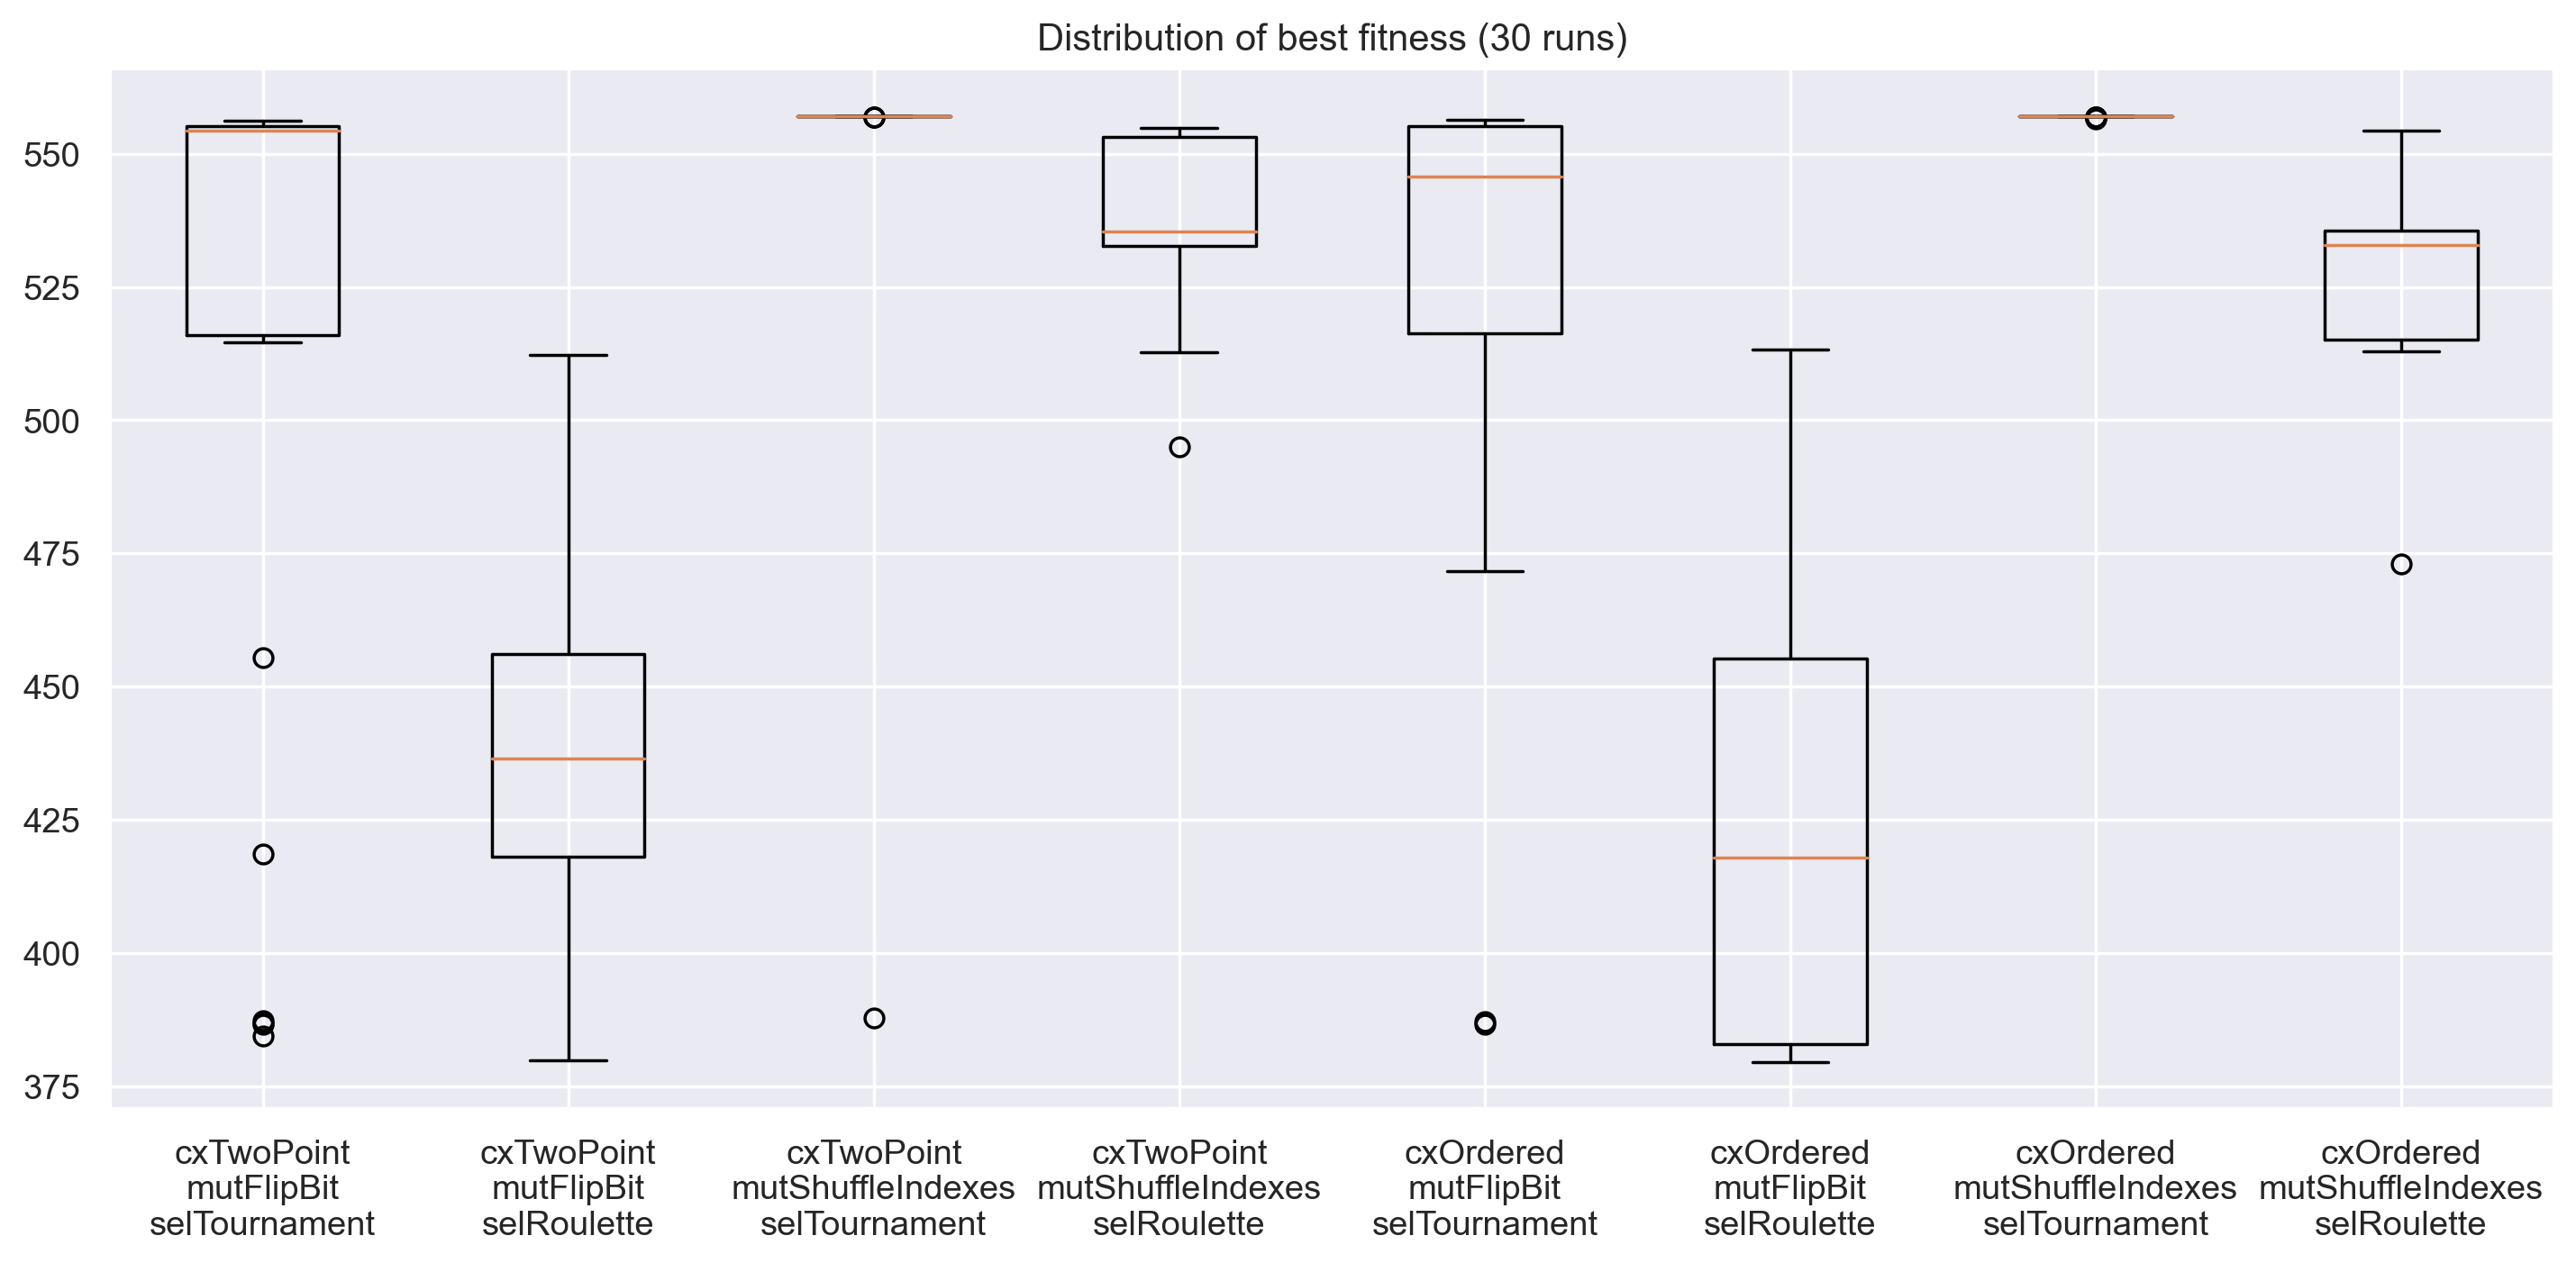 Distribution of best fitness (30 runs)
550
525
500
475
450
425
400
375
cxTwoPoint
mutFlipBit
selTournament
cxTwoPoint
mutFlipBit
selRoulette
cxTwoPoint
mutShuffleIndexes
selTournament
cxTwoPoint
mutShuffleIndexes
selRoulette
cxOrdered
mutFlipBit
selTournament
cxOrdered
mutFlipBit
selRoulette
cxOrdered
mutShuffleIndexes
selTournament
cxOrdered
mutShuffleIndexes
selRoulette